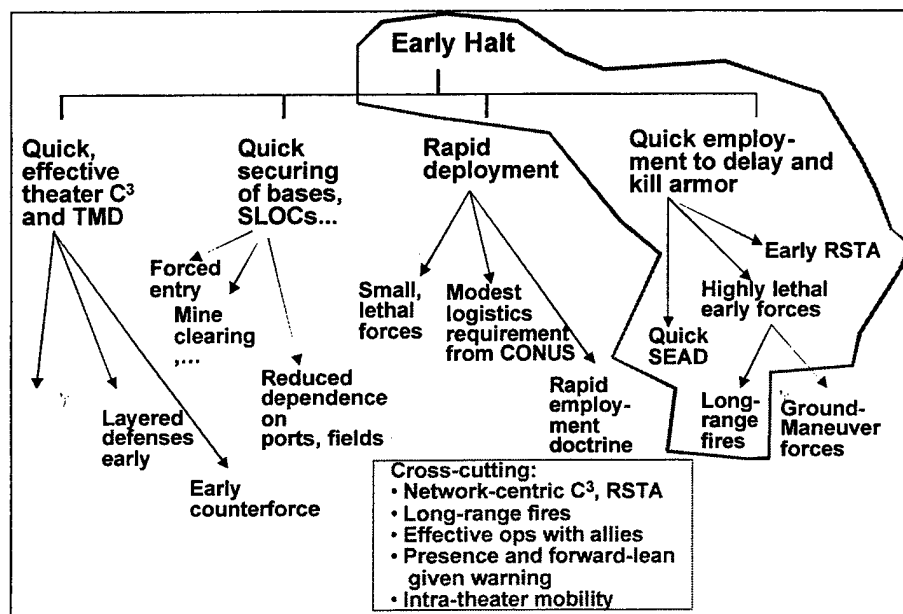 Early Halt
Quick,
effective
theater C³
and TMD
Quick
securing
of bases,
SLOCs...
Rapid
deployment
Quick employ-
ment to delay and
kill armor
Layered
defenses
early
Early
counterforce
Forced
entry
Mine
clearing
,...
Reduced
dependence
on
ports, fields
Small,
lethal forces
Modest
logistics
requirement
from CONUS
Rapid
employ-
ment
doctrine
Quick
SEAD
Early RSTA
Highly lethal
early forces
Long-
range
fires
Ground-
Maneuver
forces
Cross-cutting:
• Network-centric C³, RSTA
• Long-range fires
• Effective ops with allies
• Presence and forward-lean
given warning
• Intra-theater mobility